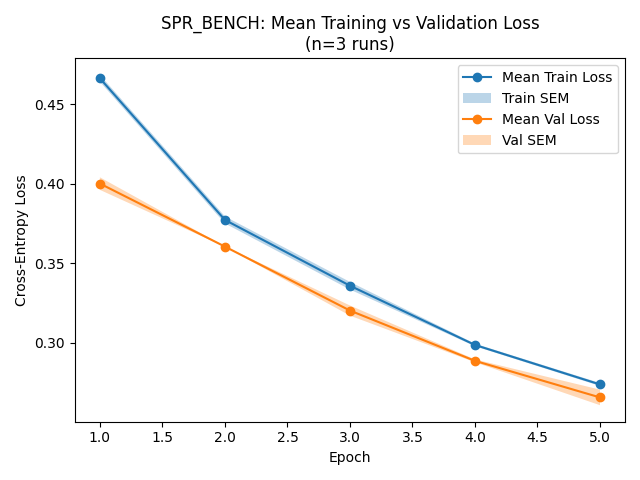 SPR_BENCH: Mean Training vs Validation Loss
(n=3 runs)
Mean Train Loss
Train SEM
Mean Val Loss
Val SEM
Cross-Entropy Loss
0.45
0.40
0.35
0.30
1.0 1.5 2.0 2.5 3.0 3.5 4.0 4.5 5.0
Epoch